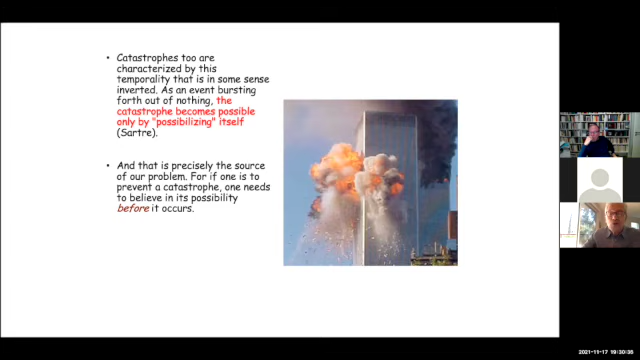 • Catastrophes too are
characterized by this
temporality that is in some sense
inverted. As an event bursting
forth out of nothing, the
catastrophe becomes possible
only by "possibilizing" itself
(Sartre).
• And that is precisely the source
of our problem. For if one is to
prevent a catastrophe, one needs
to believe in its possibility
before it occurs.
2021-11-17 19:30:36